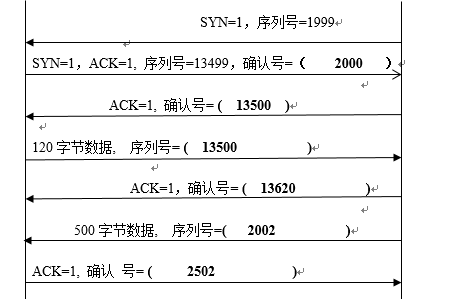 SYN=1，序列号=1999
SYN=1，ACK=1, 序列号=13499，确认号=（ 2000 ）
ACK=1, 确认号= ( 13500 )
120 字节数据, 序列号= ( 13500 )
ACK=1，确认号= ( 13620 )
500 字节数据, 序列号=( 2002 )
ACK=1, 确认 号= ( 2502 )